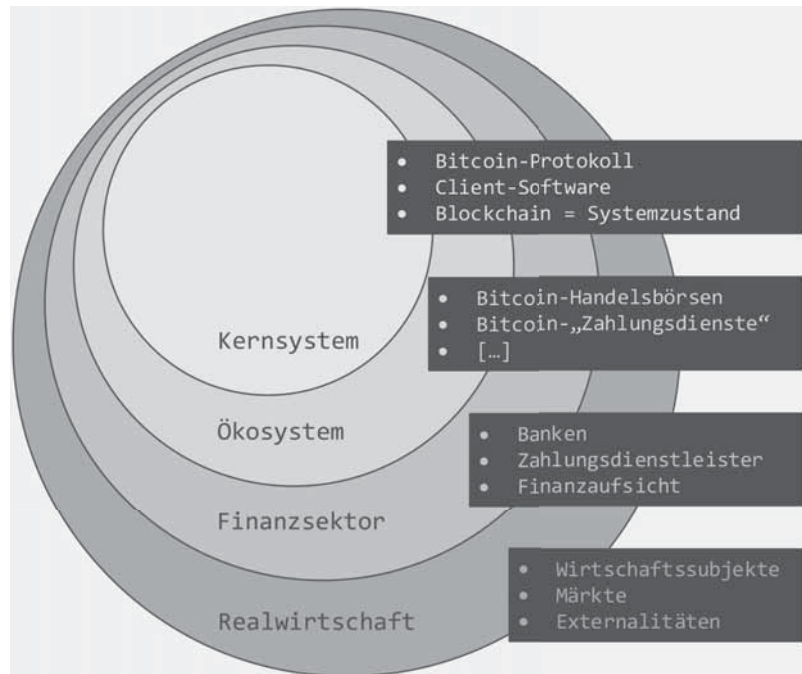 • Bitcoin-Protokoll
• Client-Software
• Blockchain = Systemzustand
• Bitcoin-Handelsbörsen
• Bitcoin-„Zahlungsdienste“
• […]
Kernsystem
Ökosystem
• Banken
• Zahlungsdienstleister
• Finanzaufsicht
Finanzsektor
• Wirtschaftssubjekte
• Märkte
• Externalitäten
Realwirtschaft